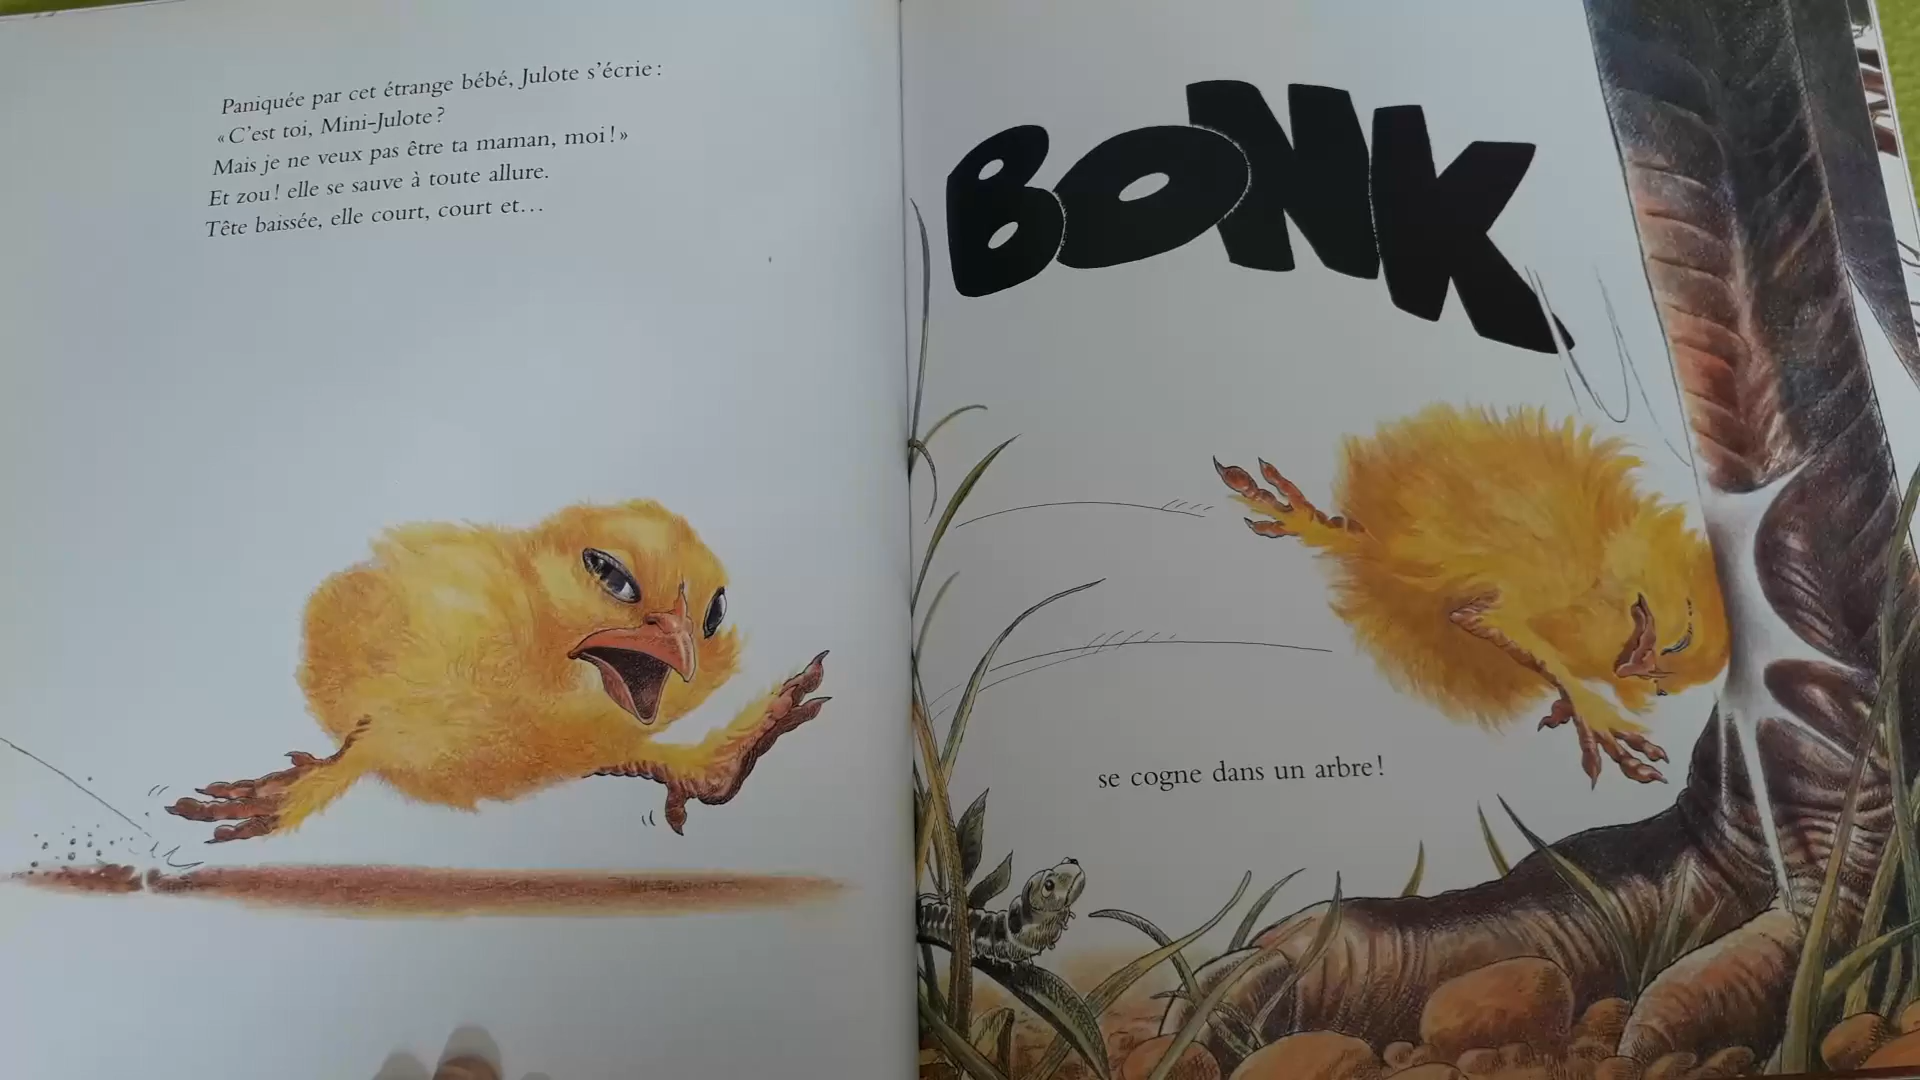 Paniquée par cet étrange bébé, Julote s'écrie :
« C'est toi, Mini-Julote ?
Mais je ne veux pas être ta maman, moi ! »
Et zou ! elle se sauve à toute allure.
Tête baissée, elle court, court et…
BONK
se cogne dans un arbre !